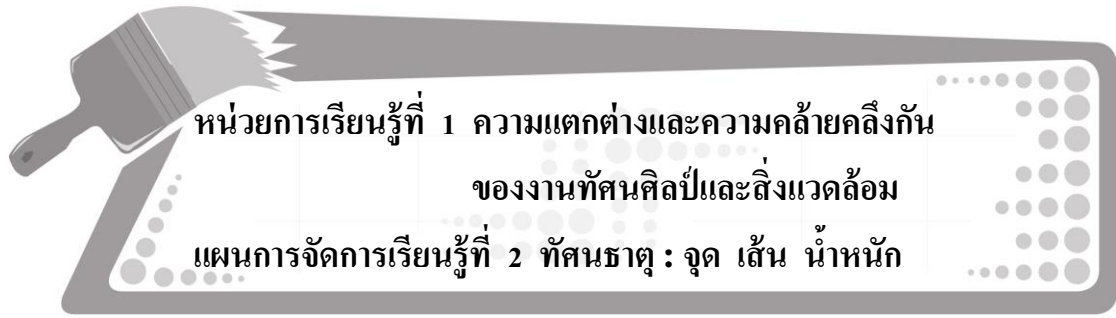 หน่วยการเรียนรู้ที่ 1 ความแตกต่างและความคล้ายคลึงกัน
ของงานทัศนศิลป์และสิ่งแวดล้อม
แผนการจัดการเรียนรู้ที่ 2 ทัศนธาตุ : จุด เส้น น้ำหนัก